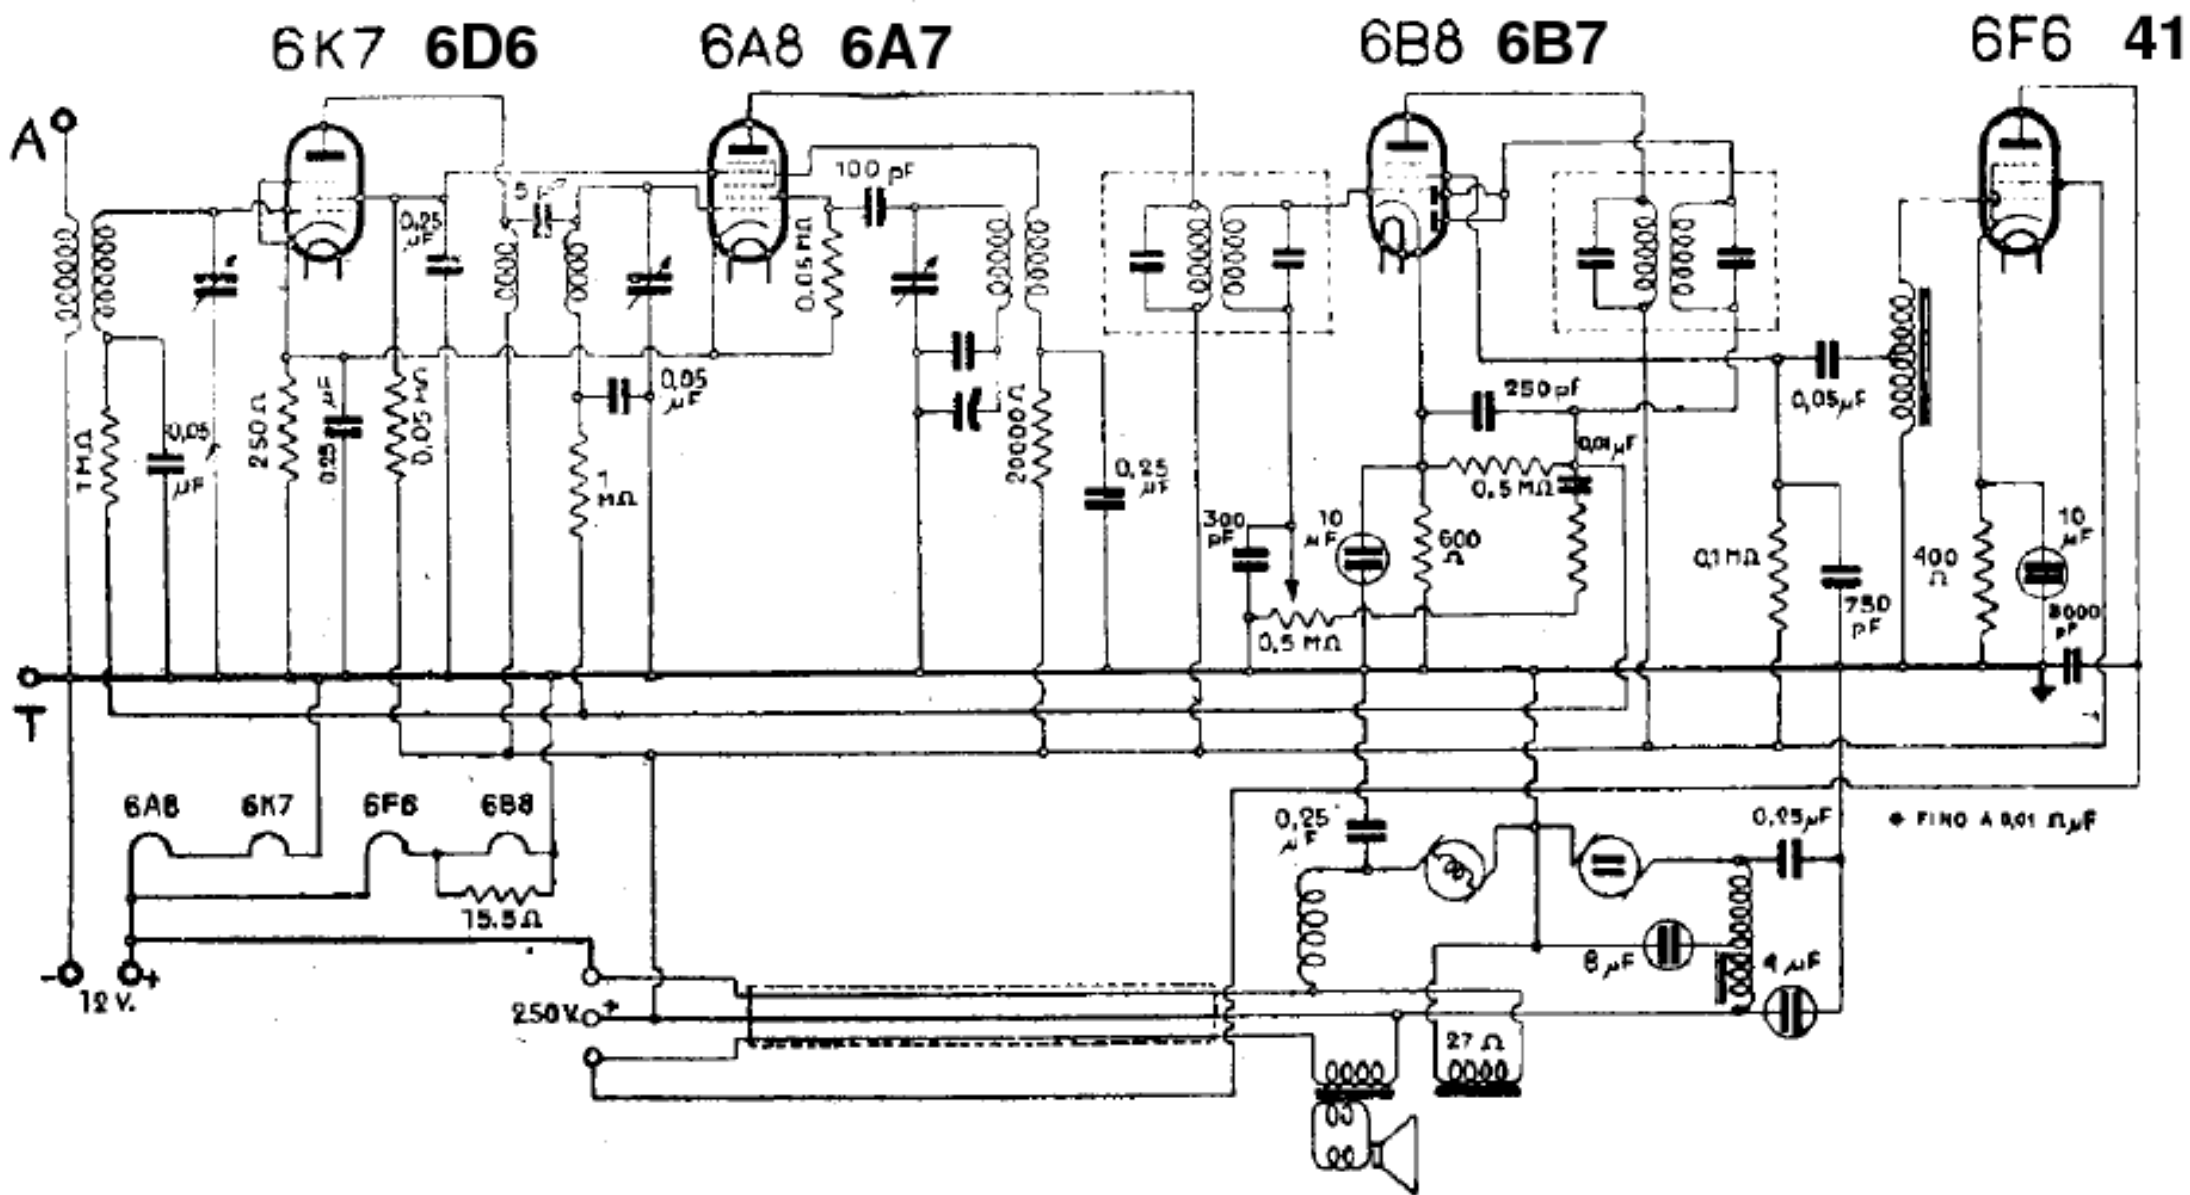 6K7 6D6
6A8 6A7
6B8 6B7
6F6 41
A
0,25 µF
5
100 pF
0.05 MΩ
1 MΩ
0,05 µF
250 Ω
0.25 µF
0,05 MΩ
0,05 µF
1 MΩ
20000 Ω
0,25 µF
300 pF
10 µF
0,5 MΩ
600 Ω
250 pf
0,01 µF
0.5 MΩ
0,05 µF
0,1 MΩ
750 pF
400 Ω
10 µF
pF
T
6A8
6K7
6F6
6B8
15.5 Ω
- 12 V. +
250 V. +
0,25 µF
0,25 µF
FINO A 0,01 Ω µF
8 µF
4 µF
27 Ω